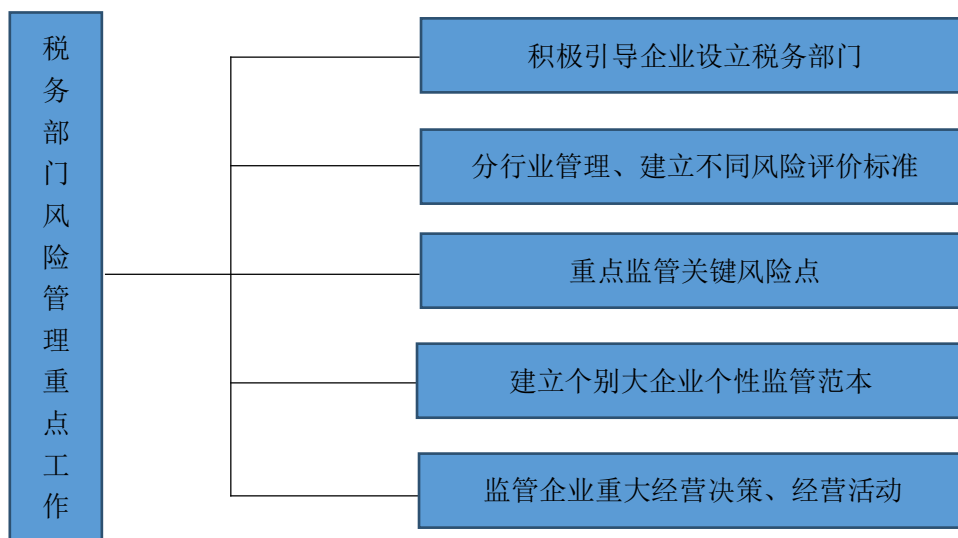 税务部门风险管理重点工作
积极引导企业设立税务部门
分行业管理、建立不同风险评价标准
重点监管关键风险点
建立个别大企业个性监管范本
监管企业重大经营决策、经营活动